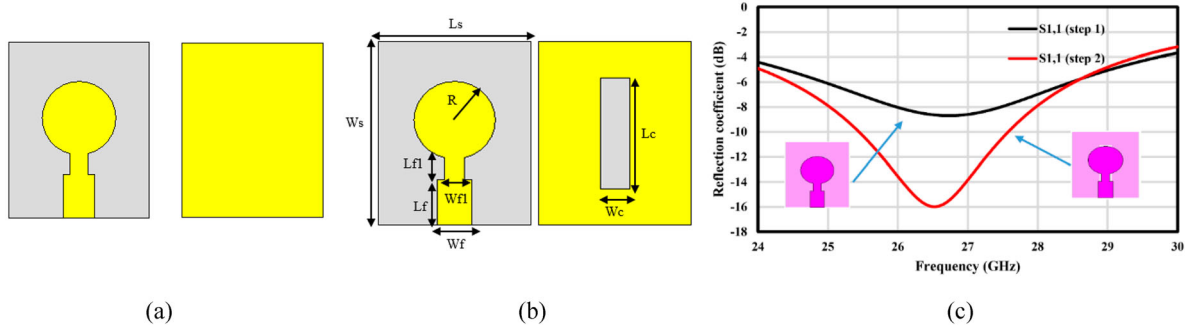 Ls
Ws
R
Lf1
Wf1
Lf
Wf
Lc
Wc
0
-2
-4
-6
-8
-10
-12
-14
-16
-18
Reflection coefficient (dB)
S1,1 (step 1)
S1,1 (step 2)
24 25 26 27 28 29 30
Frequency (GHz)
(a) (b) (c)